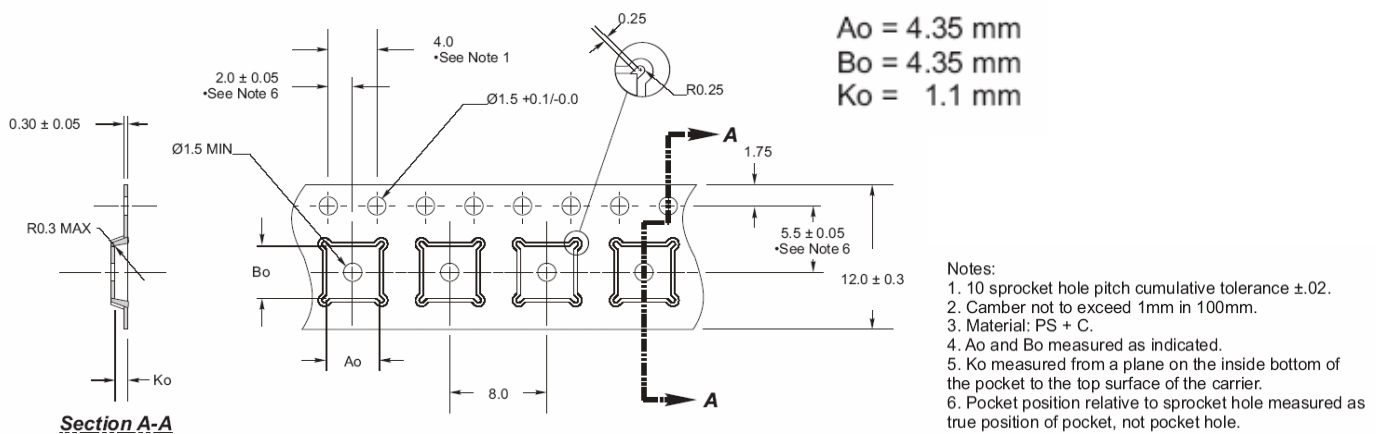 0.25
4.0
•See Note 1
2.0 ± 0.05
•See Note 6
Ø1.5 +0.1/-0.0
R0.25
Ao = 4.35 mm
Bo = 4.35 mm
Ko = 1.1 mm
0.30 ± 0.05
Ø1.5 MIN
A
1.75
R0.3 MAX
5.5 ± 0.05
•See Note 6
Bo
12.0 ± 0.3
Ao
Ko
8.0
A
Section A-A
Notes:
1. 10 sprocket hole pitch cumulative tolerance ±.02.
2. Camber not to exceed 1mm in 100mm.
3. Material: PS + C.
4. Ao and Bo measured as indicated.
5. Ko measured from a plane on the inside bottom of
the pocket to the top surface of the carrier.
6. Pocket position relative to sprocket hole measured as
true position of pocket, not pocket hole.